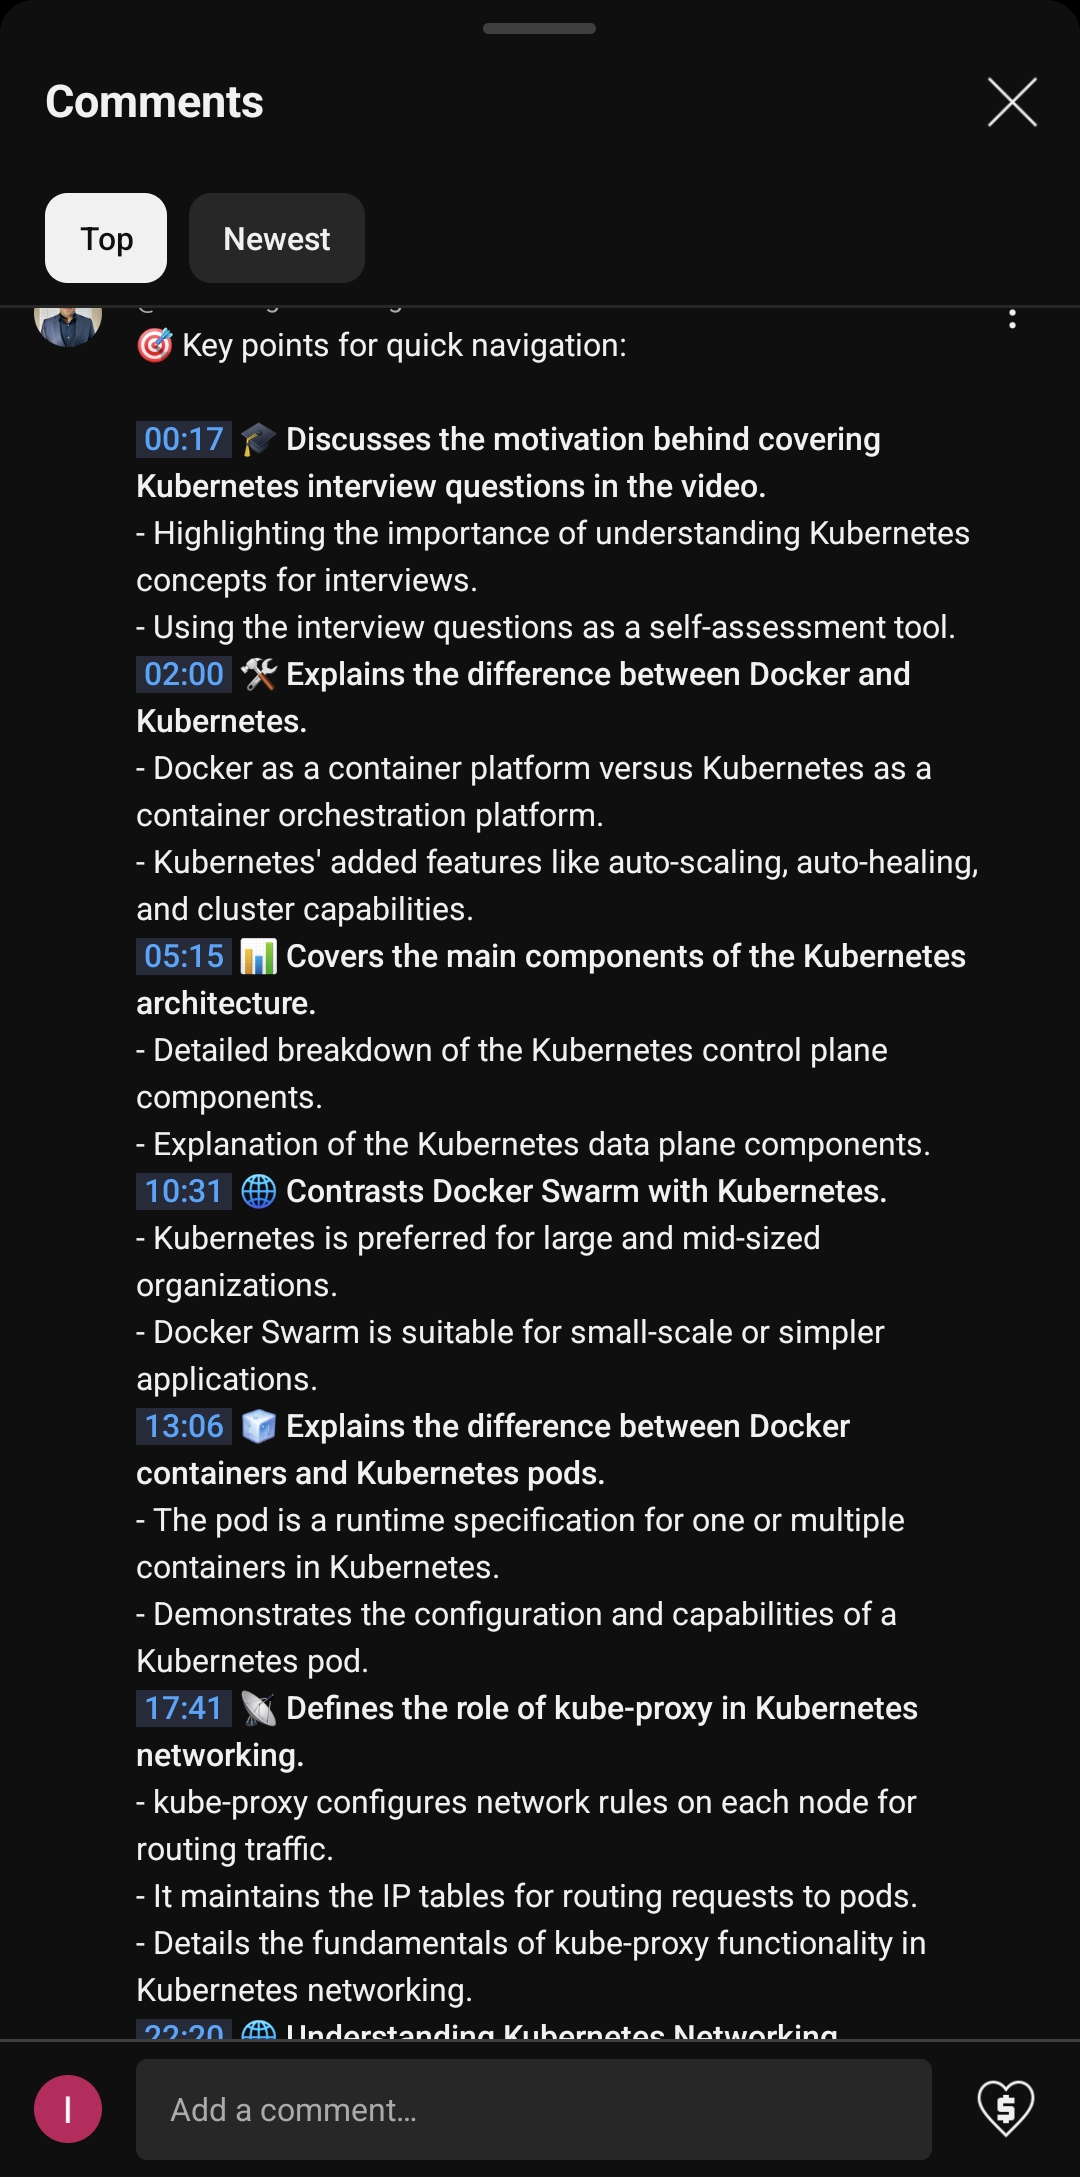 Comments
Top
Newest
🎯 Key points for quick navigation:
00:17 🎓 Discusses the motivation behind covering
Kubernetes interview questions in the video.
- Highlighting the importance of understanding Kubernetes
concepts for interviews.
- Using the interview questions as a self-assessment tool.
02:00 🛠 Explains the difference between Docker and
Kubernetes.
- Docker as a container platform versus Kubernetes as a
container orchestration platform.
- Kubernetes' added features like auto-scaling, auto-healing,
and cluster capabilities.
05:15 📊 Covers the main components of the Kubernetes
architecture.
- Detailed breakdown of the Kubernetes control plane
components.
- Explanation of the Kubernetes data plane components.
10:31 🌐 Contrasts Docker Swarm with Kubernetes.
- Kubernetes is preferred for large and mid-sized
organizations.
- Docker Swarm is suitable for small-scale or simpler
applications.
13:06 🧊 Explains the difference between Docker
containers and Kubernetes pods.
- The pod is a runtime specification for one or multiple
containers in Kubernetes.
- Demonstrates the configuration and capabilities of a
Kubernetes pod.
17:41 📡 Defines the role of kube-proxy in Kubernetes
networking.
- kube-proxy configures network rules on each node for
routing traffic.
- It maintains the IP tables for routing requests to pods.
- Details the fundamentals of kube-proxy functionality in
Kubernetes networking.
22:20 🌐 Understanding Kubernetes Networking
I
Add a comment...
$